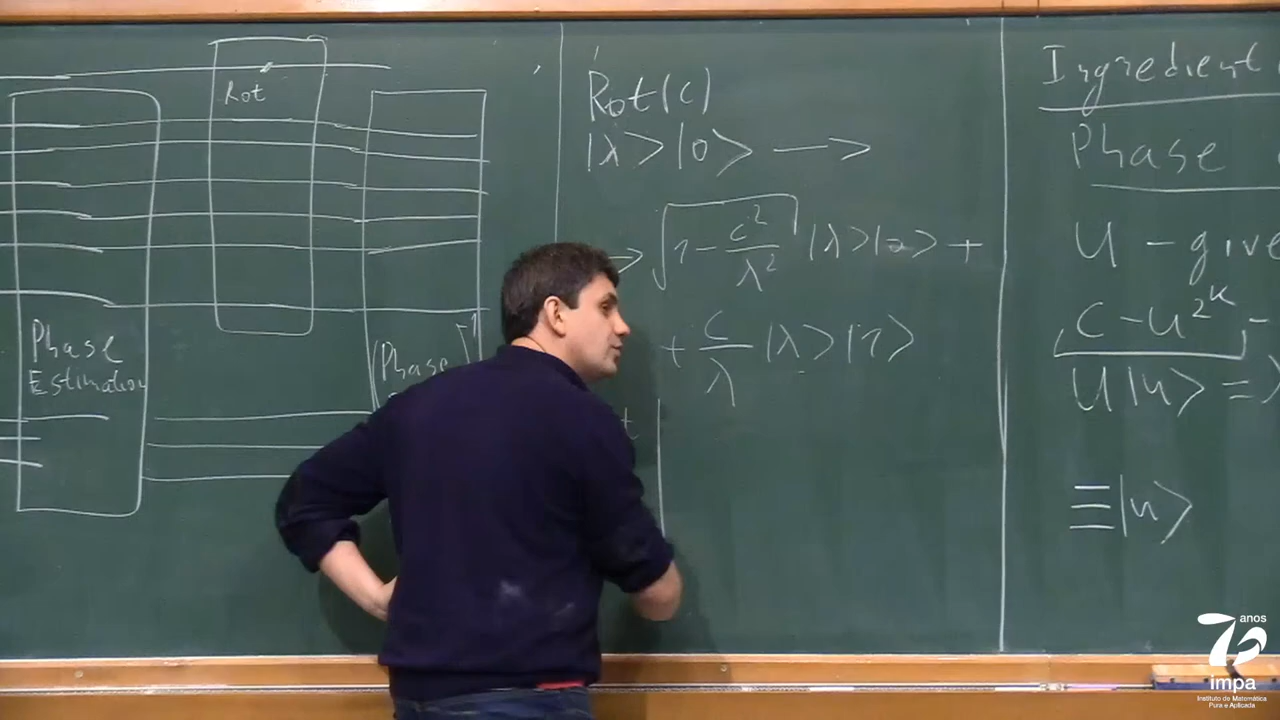 Rot
Phase
Estimation
(Phase
Rot(c)
|λ>|0> →
→ √(1 - c²/λ²) |λ>|0> +
+ c/λ |λ>|1>
Ingredient
Phase
U - give
C - U^{2^k} -
U|u> = λ
≡|u>
70 anos
impa
Instituto de Matemática
Pura e Aplicada